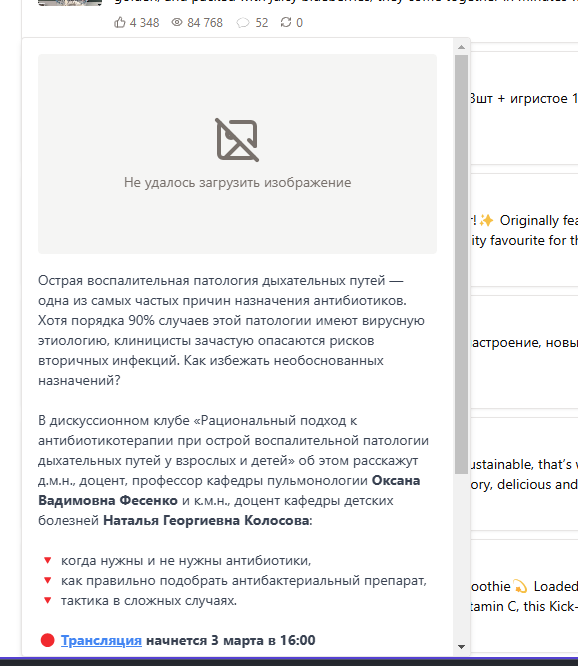 4 348 84 768 52 0
Не удалось загрузить изображение
Острая воспалительная патология дыхательных путей —
одна из самых частых причин назначения антибиотиков.
Хотя порядка 90% случаев этой патологии имеют вирусную
этиологию, клиницисты зачастую опасаются рисков
вторичных инфекций. Как избежать необоснованных
назначений?
В дискуссионном клубе «Рациональный подход к
антибиотикотерапии при острой воспалительной патологии
дыхательных путей у взрослых и детей» об этом расскажут
д.м.н., доцент, профессор кафедры пульмонологии Оксана
Вадимовна Фесенко и к.м.н., доцент кафедры детских
болезней Наталья Георгиевна Колосова:
🔻 когда нужны и не нужны антибиотики,
🔻 как правильно подобрать антибактериальный препарат,
🔻 тактика в сложных случаях.
🔴 Трансляция начнется 3 марта в 16:00
3шт + игристое 1
r!✨ Originally fea
ity favourite for th
астроение, новы
ustainable, that's w
ory, delicious and
oothie 💫 Loaded
tamin C, this Kick-